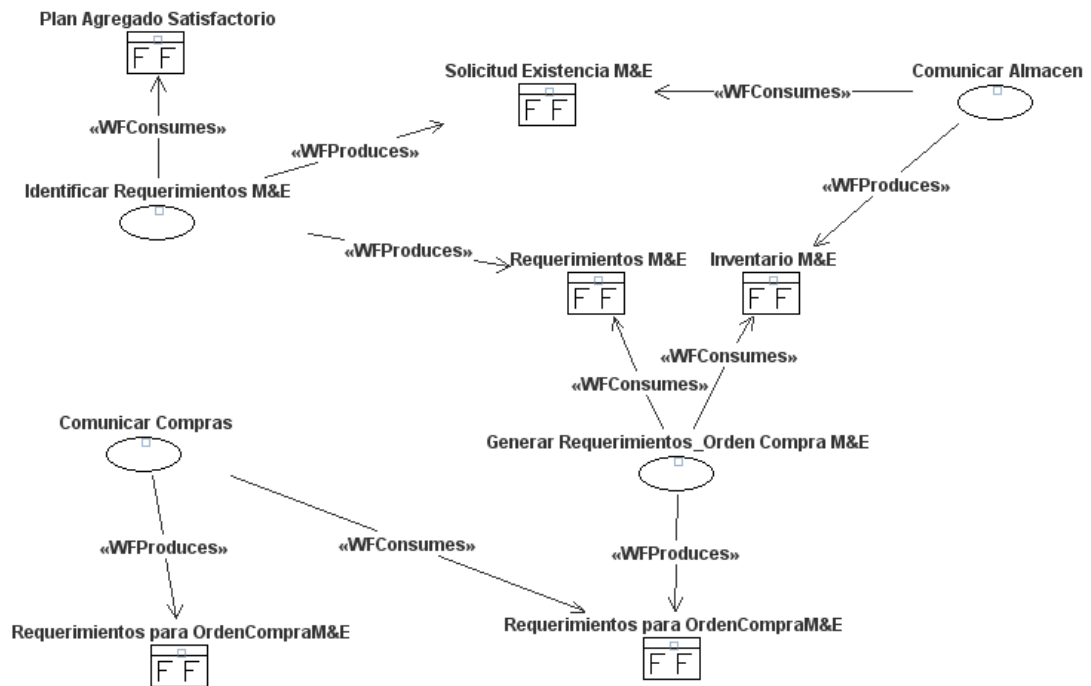 Plan Agregado Satisfactorio
F F
Solicitud Existencia M&E
F F
Comunicar Almacen
«WFConsumes»
«WFConsumes»
«WFProduces»
«WFProduces»
Identificar Requerimientos M&E
«WFProduces»
Requerimientos M&E
F F
Inventario M&E
F F
«WFConsumes»
«WFConsumes»
Comunicar Compras
Generar Requerimientos_Orden Compra M&E
«WFProduces»
«WFConsumes»
«WFProduces»
Requerimientos para OrdenCompraM&E
F F
Requerimientos para OrdenCompraM&E
F F